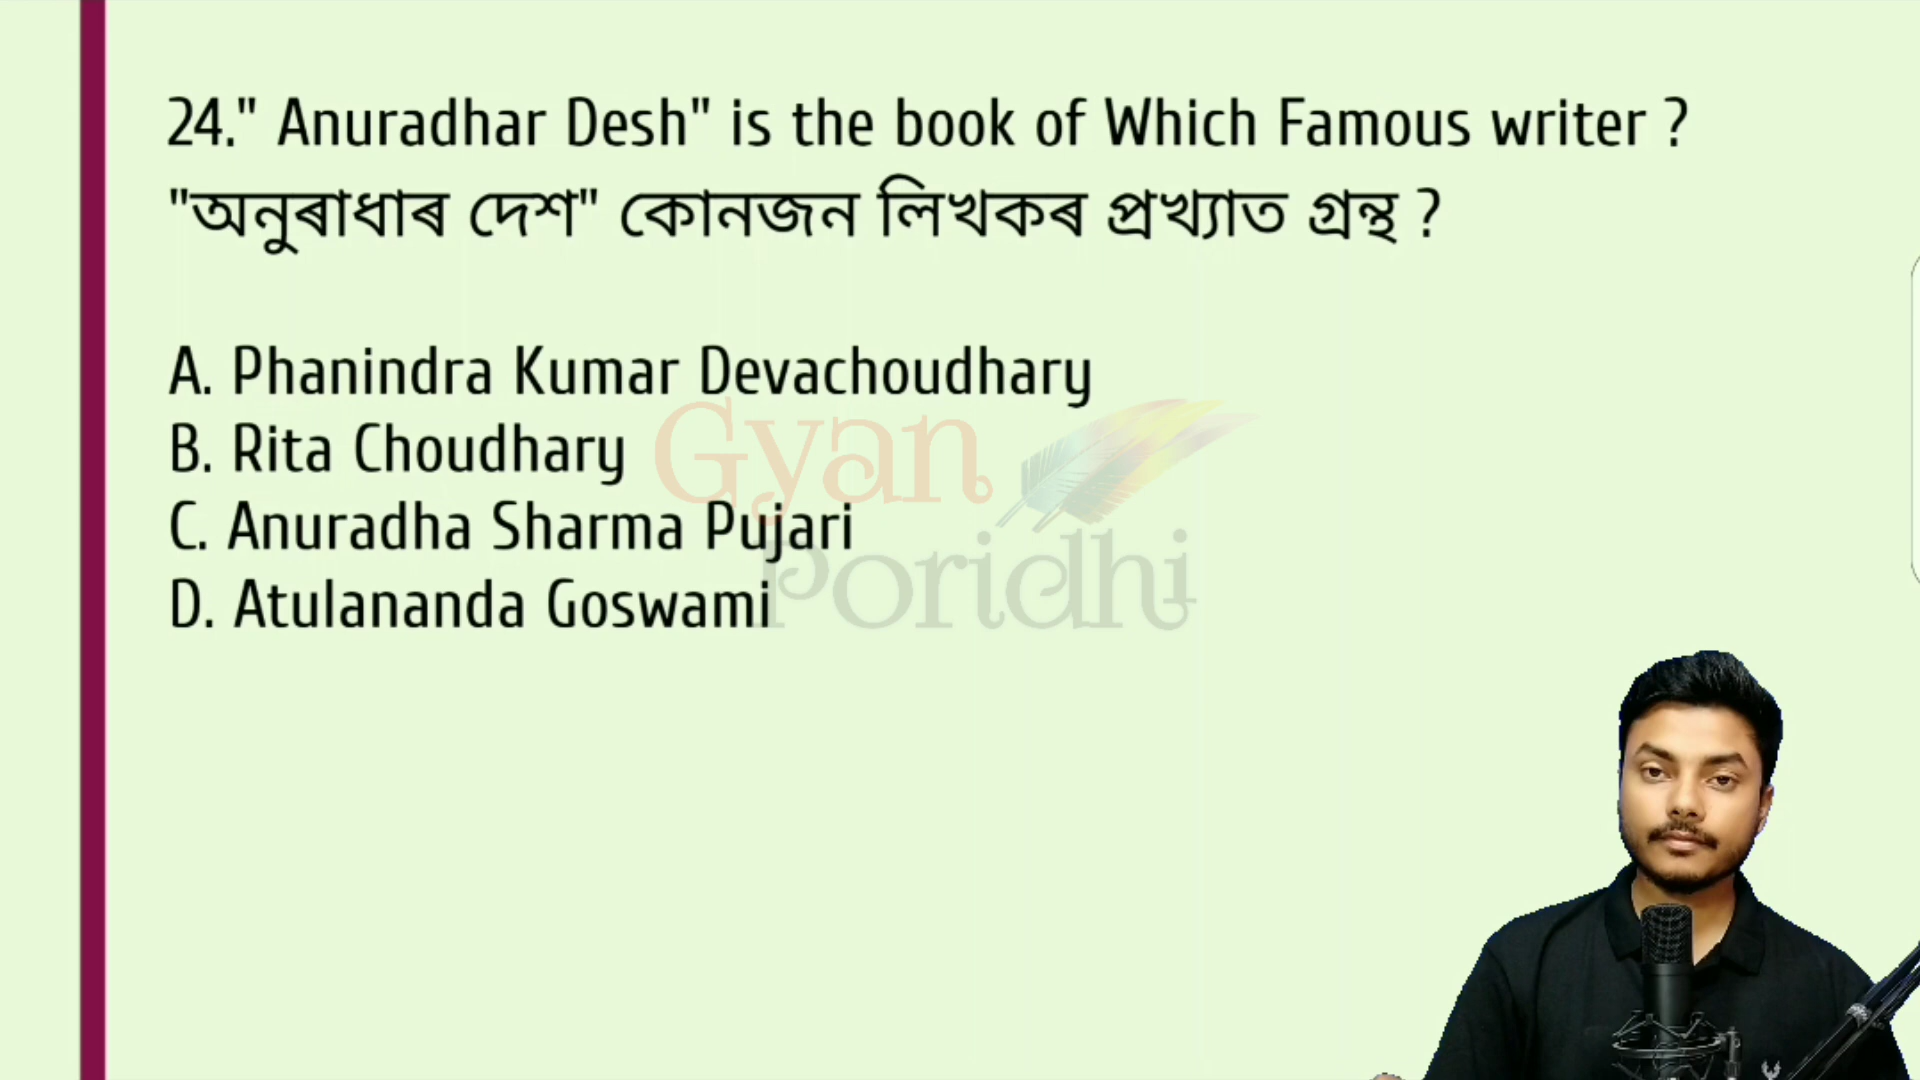 24." Anuradhar Desh" is the book of Which Famous writer ?
"অনুৰাধাৰ দেশ" কোনজন লিখকৰ প্ৰখ্যাত গ্ৰন্থ ?
A. Phanindra Kumar Devachoudhary
B. Rita Choudhary
C. Anuradha Sharma Pujari
D. Atulananda Goswami
Gyan
Poridhi